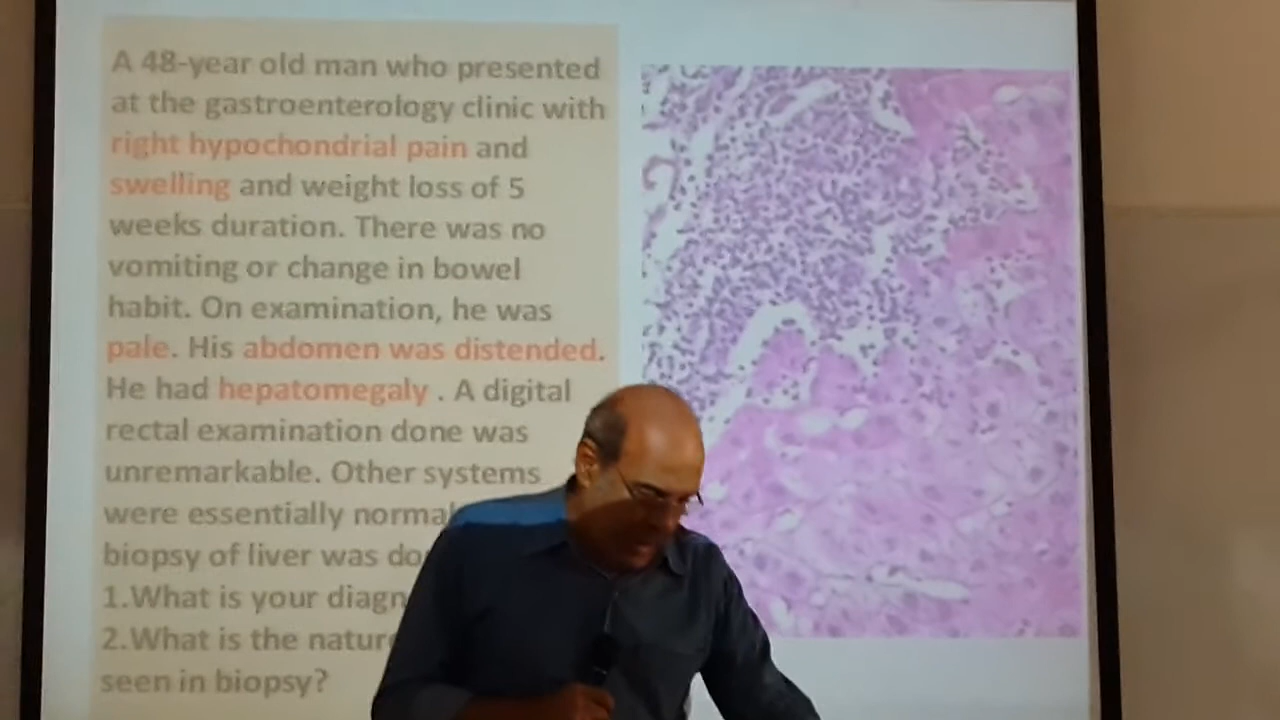 A 48-year old man who presented
at the gastroenterology clinic with
right hypochondrial pain and
swelling and weight loss of 5
weeks duration. There was no
vomiting or change in bowel
habit. On examination, he was
pale. His abdomen was distended.
He had hepatomegaly . A digital
rectal examination done was
unremarkable. Other systems
were essentially normal
biopsy of liver was
1.What is your
2.What is the
seen in biopsy?